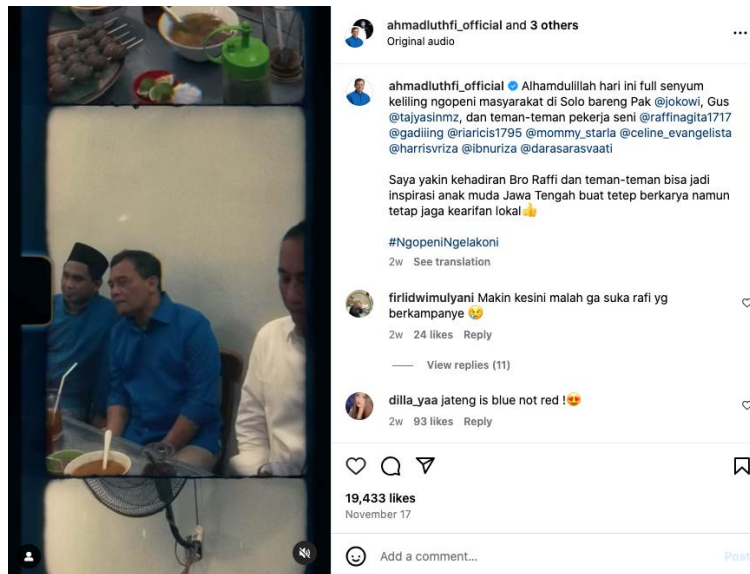 ahmadluthfi_official and 3 others
Original audio
ahmadluthfi_official Alhamdulillah hari ini full senyum
keliling ngopeni masyarakat di Solo bareng Pak @jokowi, Gus
@tajyasinmz, dan teman-teman pekerja seni @raffinagita1717
@gadiiing @riaricis1795 @mommy_starla @celine_evangelista
@harrisvriza @ibnuriza @darasarasvaati
Saya yakin kehadiran Bro Raffi dan teman-teman bisa jadi
inspirasi anak muda Jawa Tengah buat tetep berkarya namun
tetap jaga kearifan lokal👍
#NgopeniNgelakoni
2w See translation
firlidwimulyani Makin kesini malah ga suka rafi yg
berkampanye 😢
2w 24 likes Reply
View replies (11)
dilla_yaa jateng is blue not red !😍
2w 93 likes Reply
19,433 likes
November 17
Add a comment...
Post